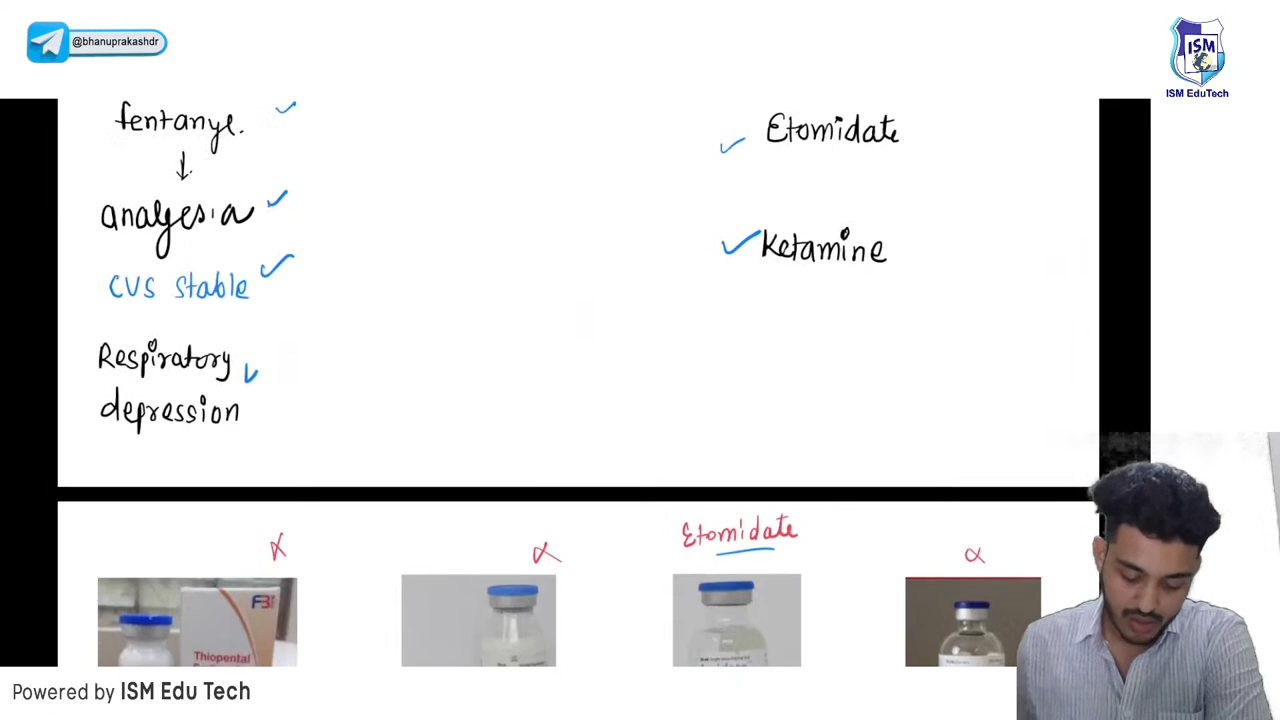 @bhanuprakashdr
ISM
ISM EduTech
fentanyl.
↓
analgesia
CVS stable
Respiratory
depression
Etomidate
Ketamine
Etomidate
Thiopental
Powered by ISM Edu Tech